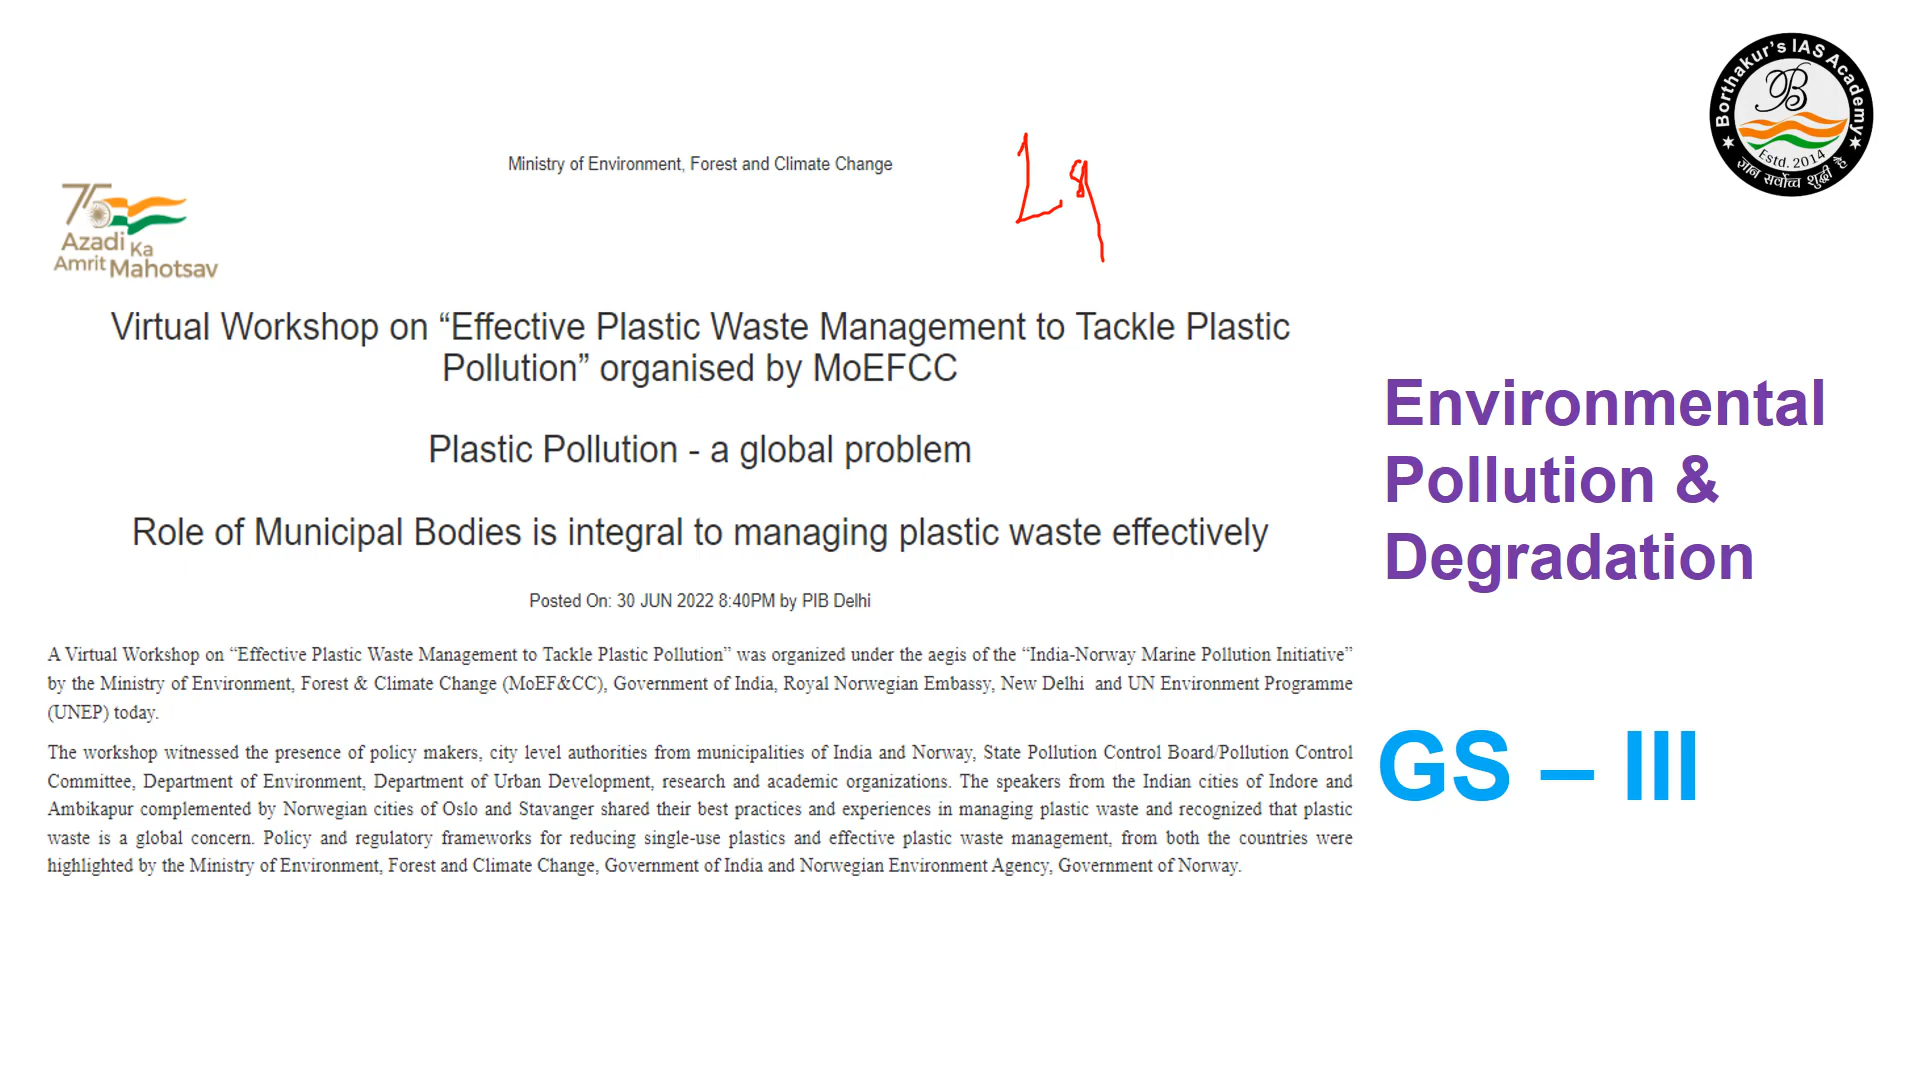 Borthakur's IAS Academy
B
Estd. 2014
ज्ञान सर्वोच्च शुद्धी है
Ministry of Environment, Forest and Climate Change
75
Azadi Ka
Amrit Mahotsav
Virtual Workshop on “Effective Plastic Waste Management to Tackle Plastic
Pollution” organised by MoEFCC
Plastic Pollution - a global problem
Role of Municipal Bodies is integral to managing plastic waste effectively
Posted On: 30 JUN 2022 8:40PM by PIB Delhi
A Virtual Workshop on “Effective Plastic Waste Management to Tackle Plastic Pollution” was organized under the aegis of the “India-Norway Marine Pollution Initiative”
by the Ministry of Environment, Forest & Climate Change (MoEF&CC), Government of India, Royal Norwegian Embassy, New Delhi and UN Environment Programme
(UNEP) today.
The workshop witnessed the presence of policy makers, city level authorities from municipalities of India and Norway, State Pollution Control Board/Pollution Control
Committee, Department of Environment, Department of Urban Development, research and academic organizations. The speakers from the Indian cities of Indore and
Ambikapur complemented by Norwegian cities of Oslo and Stavanger shared their best practices and experiences in managing plastic waste and recognized that plastic
waste is a global concern. Policy and regulatory frameworks for reducing single-use plastics and effective plastic waste management, from both the countries were
highlighted by the Ministry of Environment, Forest and Climate Change, Government of India and Norwegian Environment Agency, Government of Norway.
Environmental
Pollution &
Degradation
GS – III